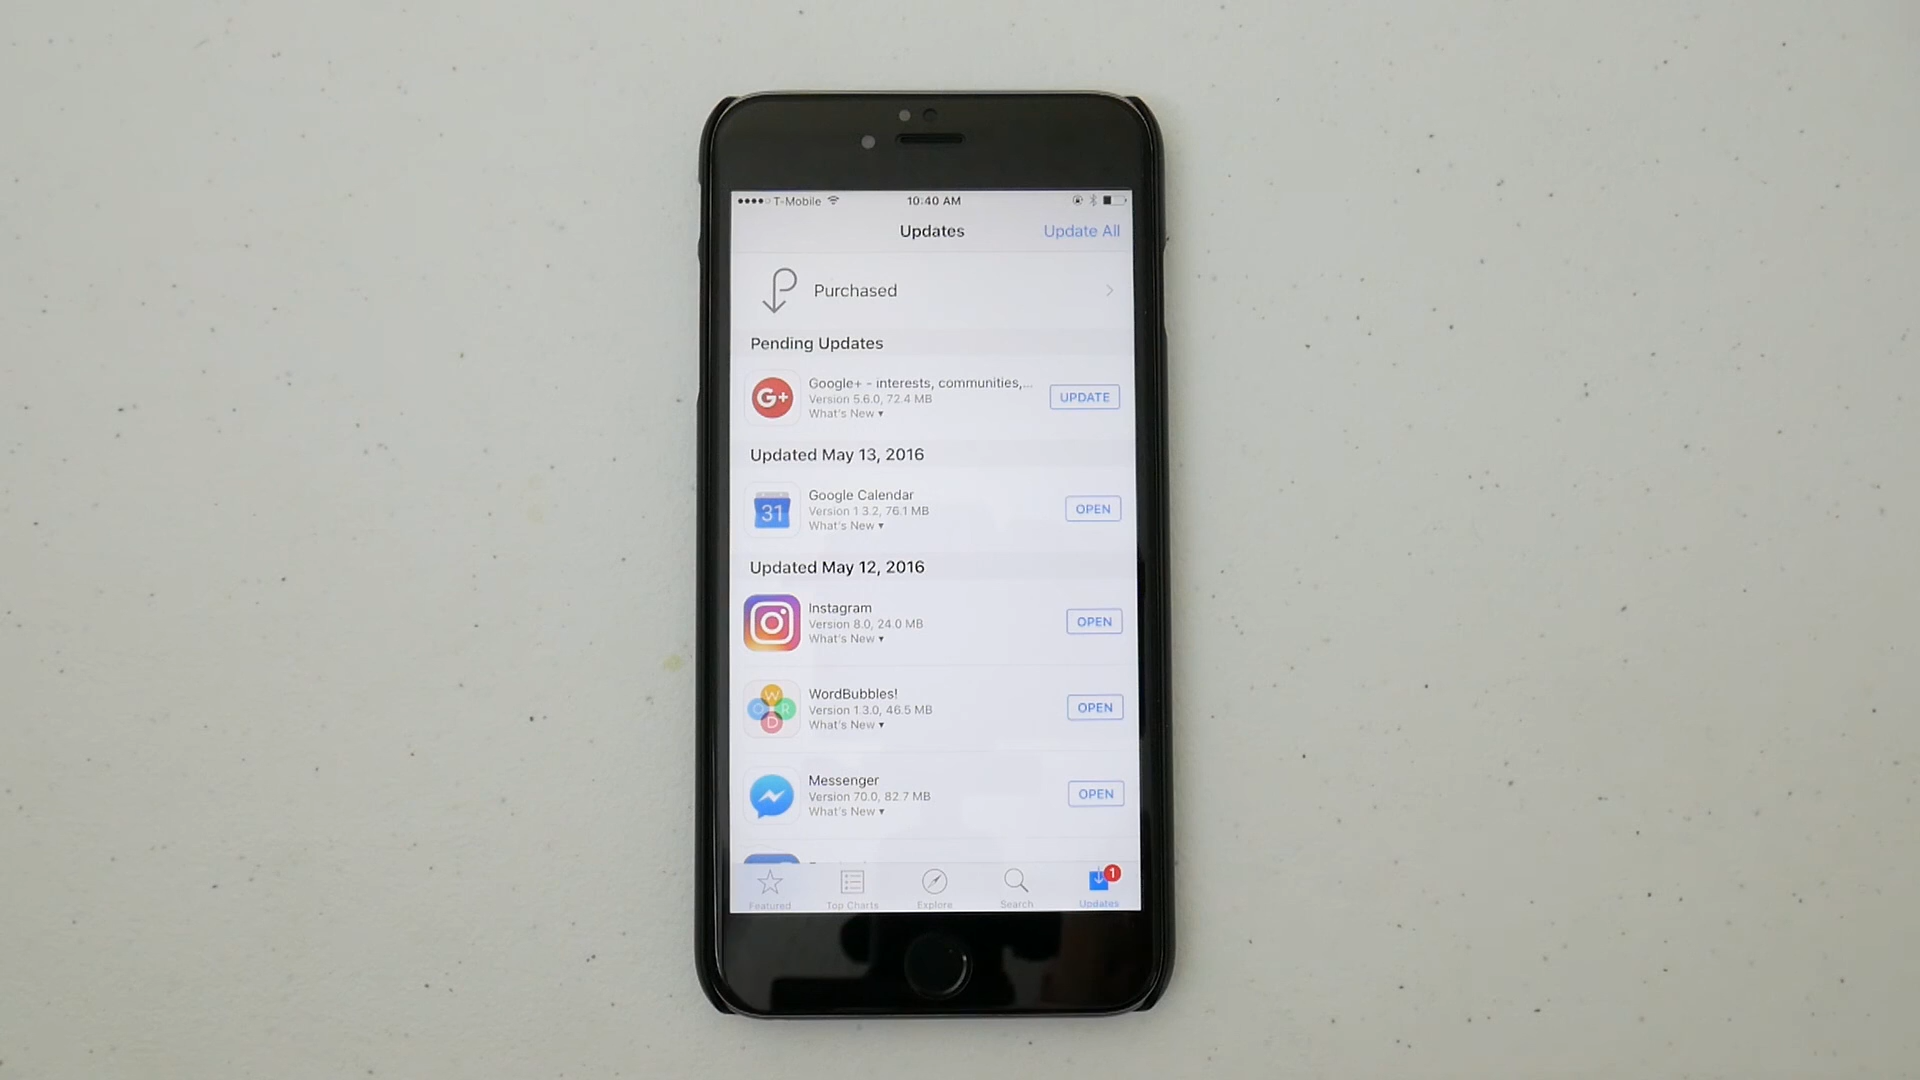 T-Mobile 10:40 AM
Updates Update All
Purchased
Pending Updates
G+ Google+ - interests, communities,...
Version 5.6.0, 72.4 MB UPDATE
What's New ▾
Updated May 13, 2016
Google Calendar
31 Version 1.3.2, 76.1 MB OPEN
What's New ▾
Updated May 12, 2016
Instagram
Version 8.0, 24.0 MB OPEN
What's New ▾
WordBubbles!
W O R D Version 1.3.0, 46.5 MB OPEN
What's New ▾
Messenger
Version 70.0, 82.7 MB OPEN
What's New ▾
1
Featured Top Charts Explore Search Updates